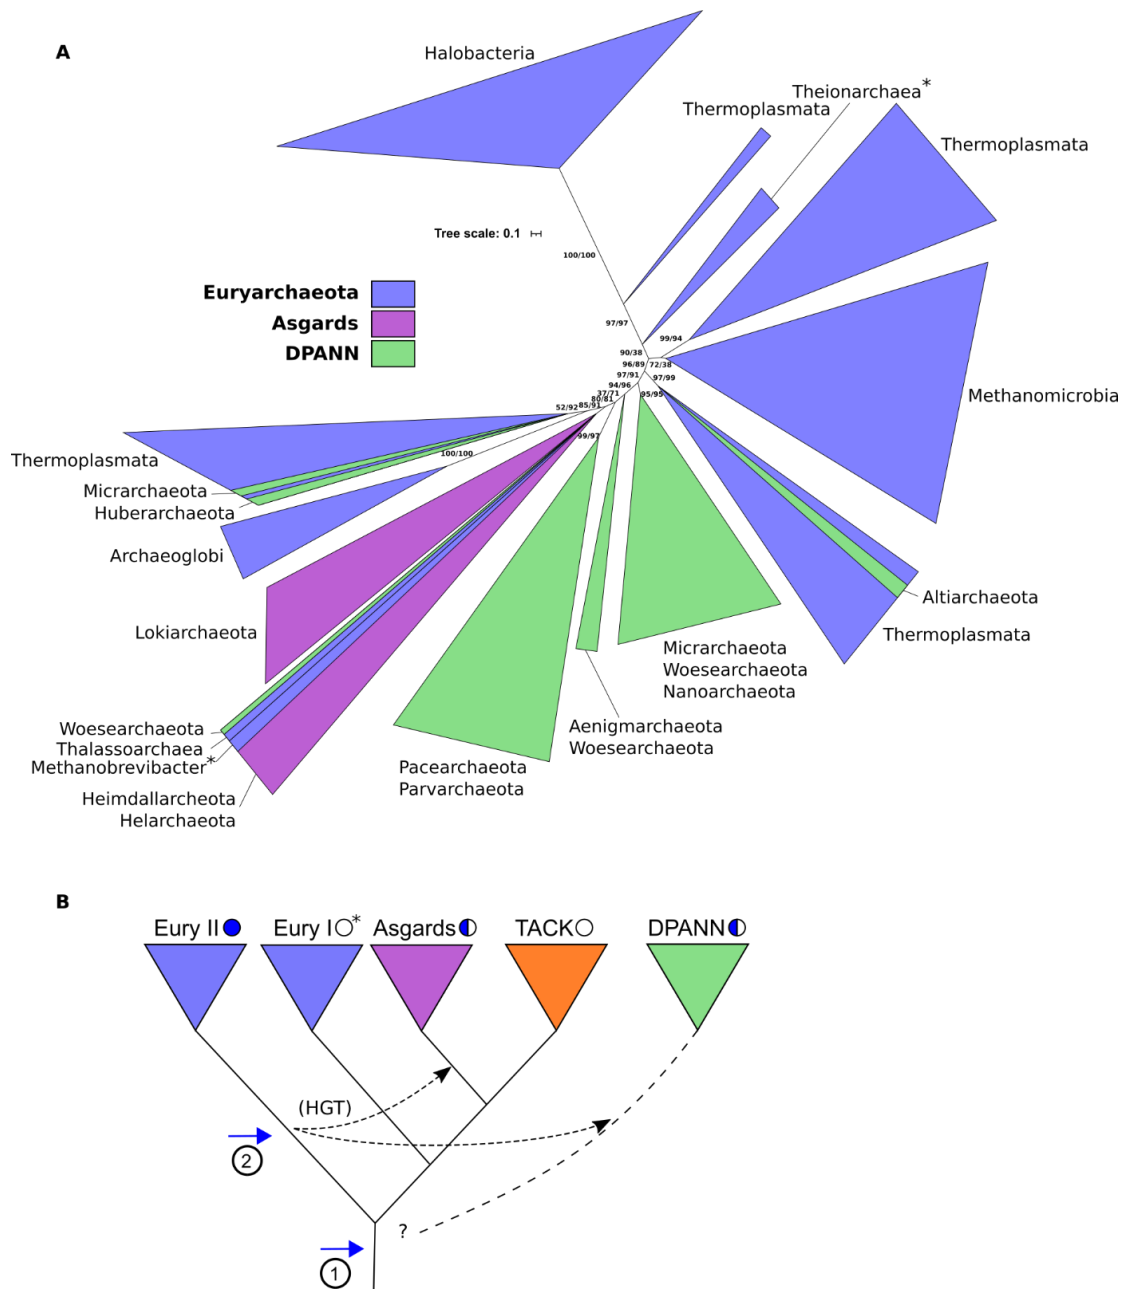 A
Halobacteria
Theionarchaea*
Thermoplasmata
Thermoplasmata
Tree scale: 0.1
100/100
Euryarchaeota
Asgards
DPANN
97/97
99/94
90/38
96/89
72/38
97/91
97/99
94/96
37/71
95/95
80/81
85/91
52/92
99/97
100/100
Methanomicrobia
Thermoplasmata
Micrarchaeota
Huberarchaeota
Archaeoglobi
Lokiarchaeota
Altiarchaeota
Thermoplasmata
Micrarchaeota
Woesearchaeota
Nanoarchaeota
Aenigmarchaeota
Woesearchaeota
Woesearchaeota
Thalassoarchaea
Methanobrevibacter*
Pacearchaeota
Parvarchaeota
Heimdallarcheota
Helarchaeota
B
Eury II
Eury I *
Asgards
TACK
DPANN
(HGT)
2
?
1